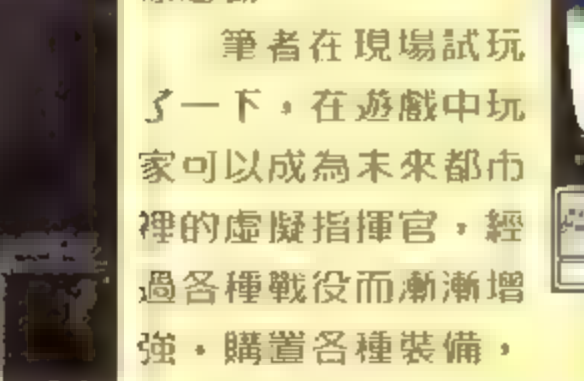 筆者在現場試玩
了一下，在遊戲中玩
家可以成為未來都市
裡的虛擬指揮官，經
過各種戰役而漸漸增
強。購置各種裝備，